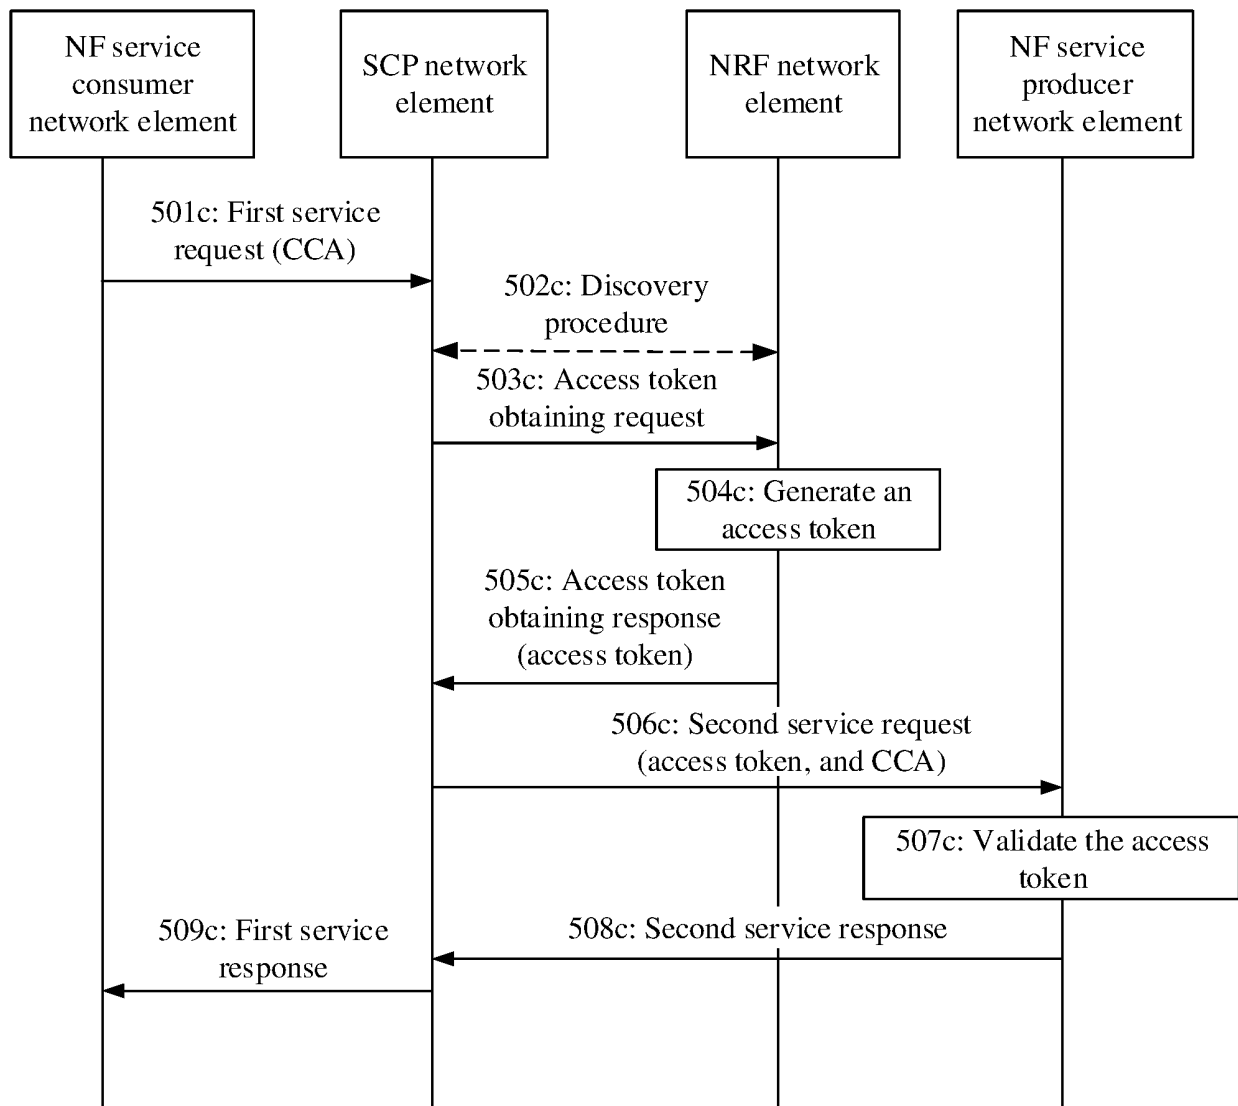 NF service
consumer
network element
SCP network
element
NRF network
element
NF service
producer
network element
501c: First service
request (CCA)
502c: Discovery
procedure
503c: Access token
obtaining request
504c: Generate an
access token
505c: Access token
obtaining response
(access token)
506c: Second service request
(access token, and CCA)
507c: Validate the access
token
508c: Second service response
509c: First service
response